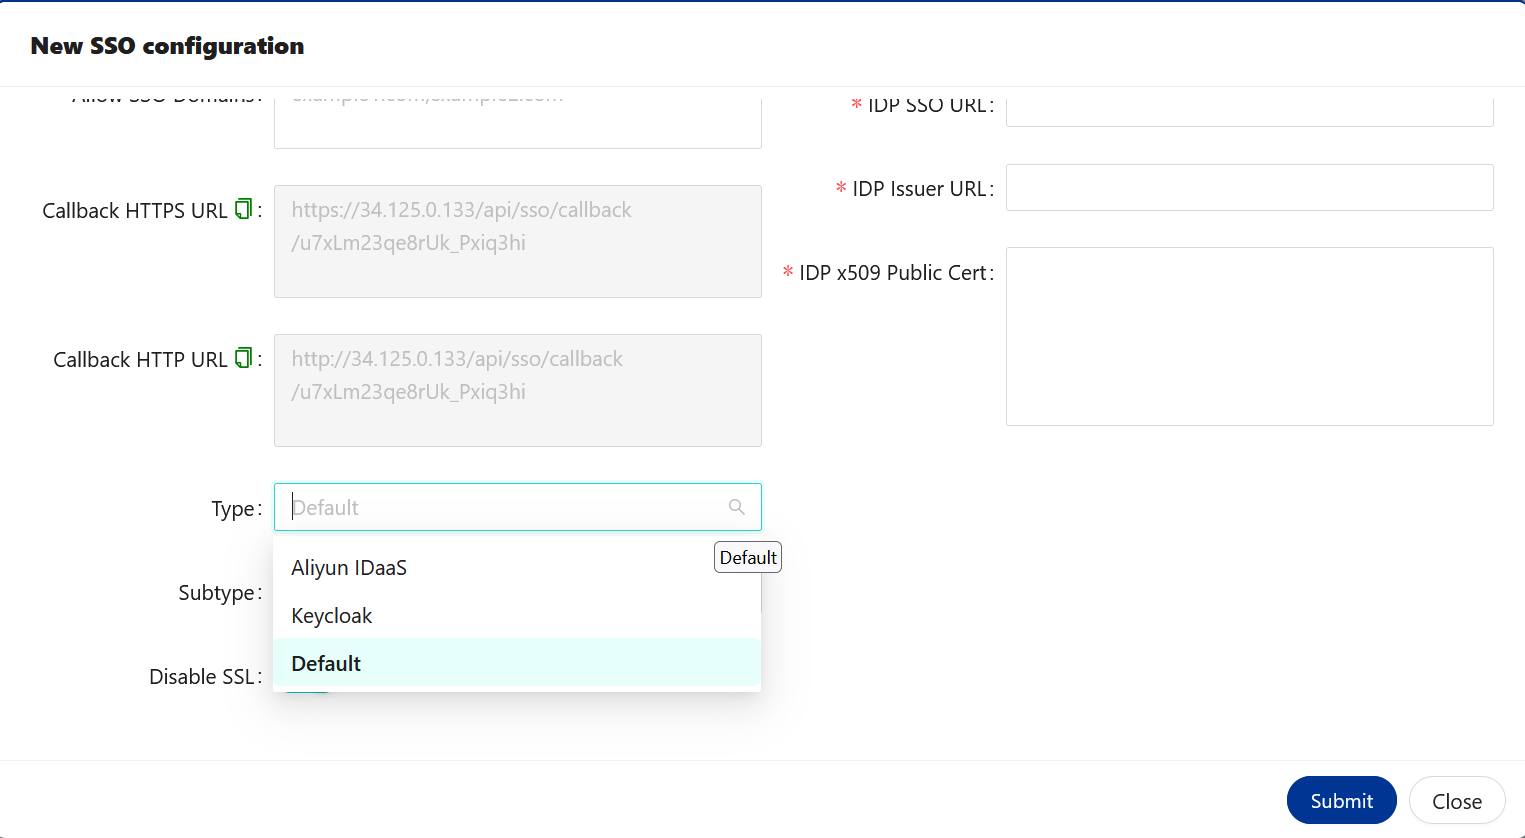 New SSO configuration
Allow SSO Domains:
example1.com,example2.com
* IDP SSO URL:
* IDP Issuer URL:
Callback HTTPS URL :
https://34.125.0.133/api/sso/callback
/u7xLm23qe8rUk_Pxiq3hi
* IDP x509 Public Cert:
Callback HTTP URL :
http://34.125.0.133/api/sso/callback
/u7xLm23qe8rUk_Pxiq3hi
Type:
Default
Default
Aliyun IDaaS
Subtype:
Keycloak
Default
Disable SSL:
Submit
Close